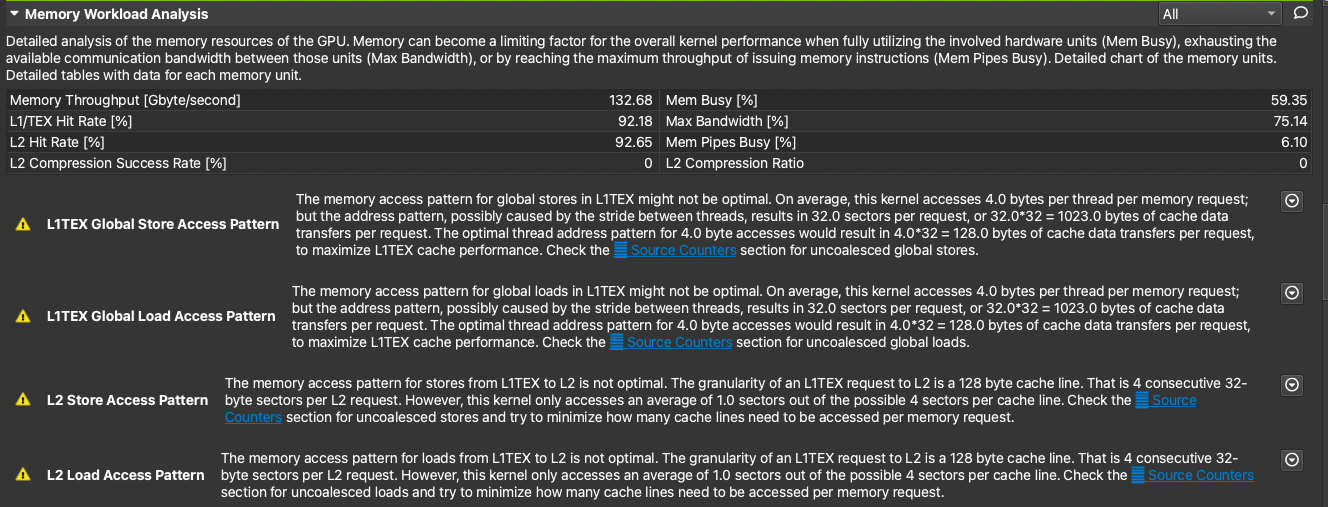 Memory Workload Analysis
All
Detailed analysis of the memory resources of the GPU. Memory can become a limiting factor for the overall kernel performance when fully utilizing the involved hardware units (Mem Busy), exhausting the
available communication bandwidth between those units (Max Bandwidth), or by reaching the maximum throughput of issuing memory instructions (Mem Pipes Busy). Detailed chart of the memory units.
Detailed tables with data for each memory unit.
Memory Throughput [Gbyte/second] 132.68 Mem Busy [%] 59.35
L1/TEX Hit Rate [%] 92.18 Max Bandwidth [%] 75.14
L2 Hit Rate [%] 92.65 Mem Pipes Busy [%] 6.10
L2 Compression Success Rate [%] 0 L2 Compression Ratio 0
L1TEX Global Store Access Pattern
The memory access pattern for global stores in L1TEX might not be optimal. On average, this kernel accesses 4.0 bytes per thread per memory request;
but the address pattern, possibly caused by the stride between threads, results in 32.0 sectors per request, or 32.0*32 = 1023.0 bytes of cache data
transfers per request. The optimal thread address pattern for 4.0 byte accesses would result in 4.0*32 = 128.0 bytes of cache data transfers per request,
to maximize L1TEX cache performance. Check the Source Counters section for uncoalesced global stores.
L1TEX Global Load Access Pattern
The memory access pattern for global loads in L1TEX might not be optimal. On average, this kernel accesses 4.0 bytes per thread per memory request;
but the address pattern, possibly caused by the stride between threads, results in 32.0 sectors per request, or 32.0*32 = 1023.0 bytes of cache data
transfers per request. The optimal thread address pattern for 4.0 byte accesses would result in 4.0*32 = 128.0 bytes of cache data transfers per request,
to maximize L1TEX cache performance. Check the Source Counters section for uncoalesced global loads.
L2 Store Access Pattern
The memory access pattern for stores from L1TEX to L2 is not optimal. The granularity of an L1TEX request to L2 is a 128 byte cache line. That is 4 consecutive 32-
byte sectors per L2 request. However, this kernel only accesses an average of 1.0 sectors out of the possible 4 sectors per cache line. Check the Source
Counters section for uncoalesced stores and try to minimize how many cache lines need to be accessed per memory request.
L2 Load Access Pattern
The memory access pattern for loads from L1TEX to L2 is not optimal. The granularity of an L1TEX request to L2 is a 128 byte cache line. That is 4 consecutive 32-
byte sectors per L2 request. However, this kernel only accesses an average of 1.0 sectors out of the possible 4 sectors per cache line. Check the Source Counters
section for uncoalesced loads and try to minimize how many cache lines need to be accessed per memory request.